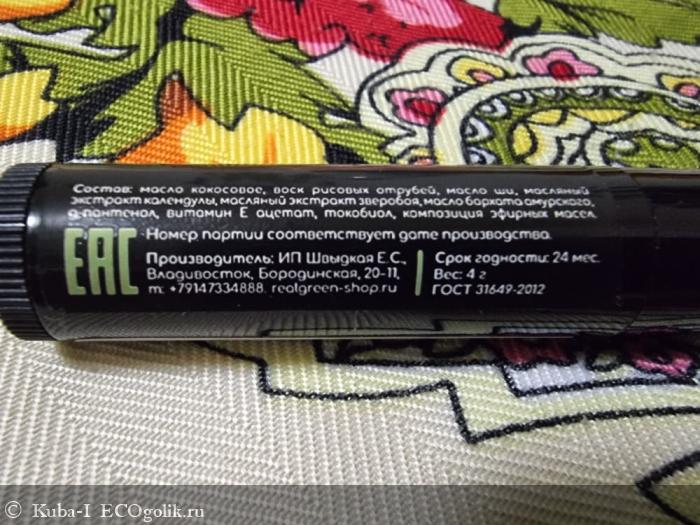 Состав: масло кокосовое, воск рисовых отрубей, масло ши, масляный
экстракт календулы, масляный экстракт зверобоя, масло бархата амурского,
д-пантенол, витамин Е ацетат, токобиол, композиция эфирных масел.
EAC
Номер партии соответствует дате производства.
Производитель: ИП Швыдкая Е.С.,
Владивосток, Бородинская, 20-11,
т: +79147334888. realgreen-shop.ru
Срок годности: 24 мес.
Вес: 4 г
ГОСТ 31649-2012
© Kuba-I ECOgolik.ru